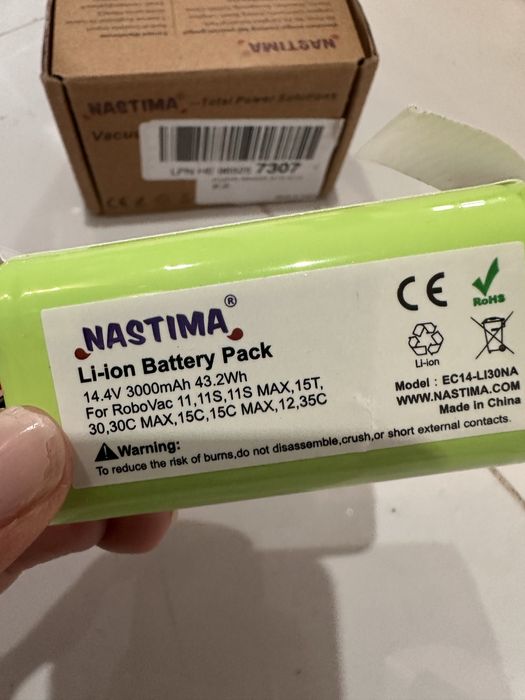 NASTIMA
NASTIMA —Total Power Solutions
7307
NASTIMA®
Li-ion Battery Pack
14.4V 3000mAh 43.2Wh
For RoboVac 11,11S,11S MAX,15T,
30,30C MAX,15C,15C MAX,12,35C
Warning:
To reduce the risk of burns,do not disassemble,crush,or short external contacts.
CE
RoHS
Li-ion
Model : EC14-LI30NA
WWW.NASTIMA.COM
Made in China